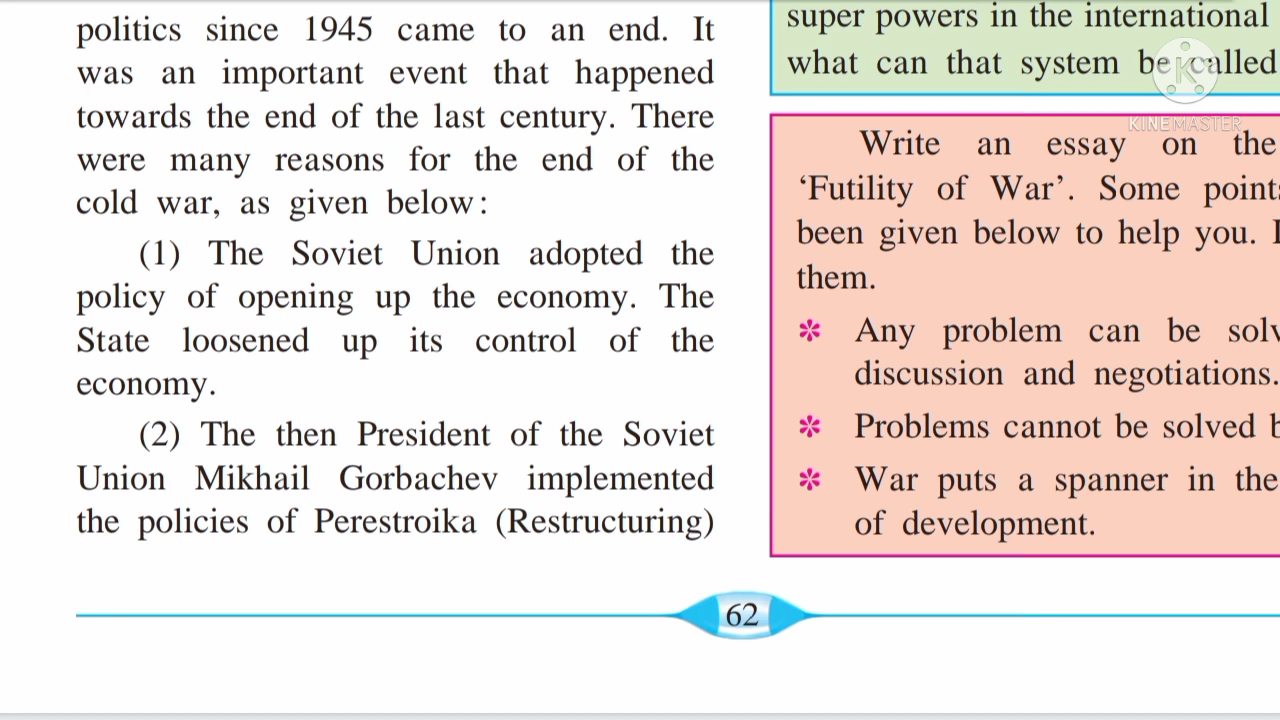 politics since 1945 came to an end. It
was an important event that happened
towards the end of the last century. There
were many reasons for the end of the
cold war, as given below:
(1) The Soviet Union adopted the
policy of opening up the economy. The
State loosened up its control of the
economy.
(2) The then President of the Soviet
Union Mikhail Gorbachev implemented
the policies of Perestroika (Restructuring)
super powers in the international
what can that system be called
KINEMASTER
Write an essay on the
‘Futility of War’. Some
been given below to help you.
them.
* Any problem can be
discussion and negotiations.
* Problems cannot be solved
* War puts a spanner in the
of development.
62